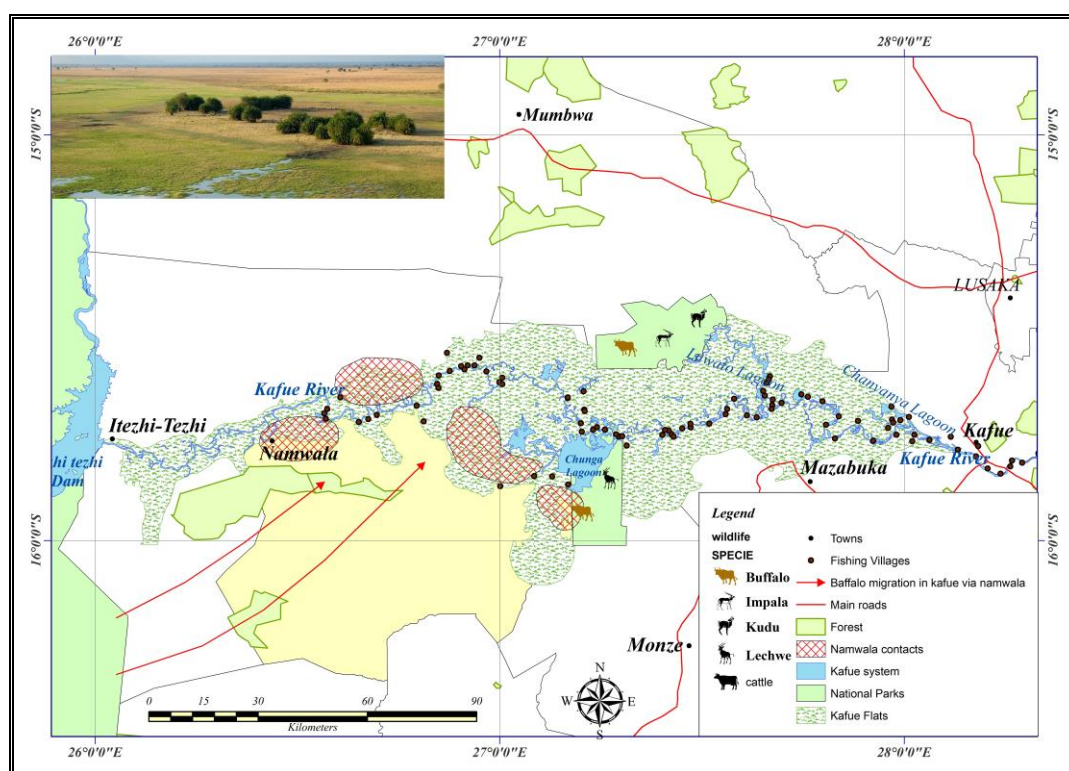 26°0'0"E
27°0'0"E
28°0'0"E
15°0'0"S
15°0'0"S
Mumbwa
LUSAKA
Lawato Lagoon
Chanyanya Lagoon
Kafue River
Itezhi-Tezhi
Namwala
Kafue
Kafue River
hi tezhi
Dam
Chunga
Lagoon
Mazabuka
16°0'0"S
16°0'0"S
Monze
N
W
E
S
0
15
30
60
90
Kilometers
Legend
wildlife
SPECIE
Buffalo
Impala
Kudu
Lechwe
cattle
Towns
Fishing Villages
Baffalo migration in kafue via namwala
Main roads
Forest
Namwala contacts
Kafue system
National Parks
Kafue Flats
26°0'0"E
27°0'0"E
28°0'0"E